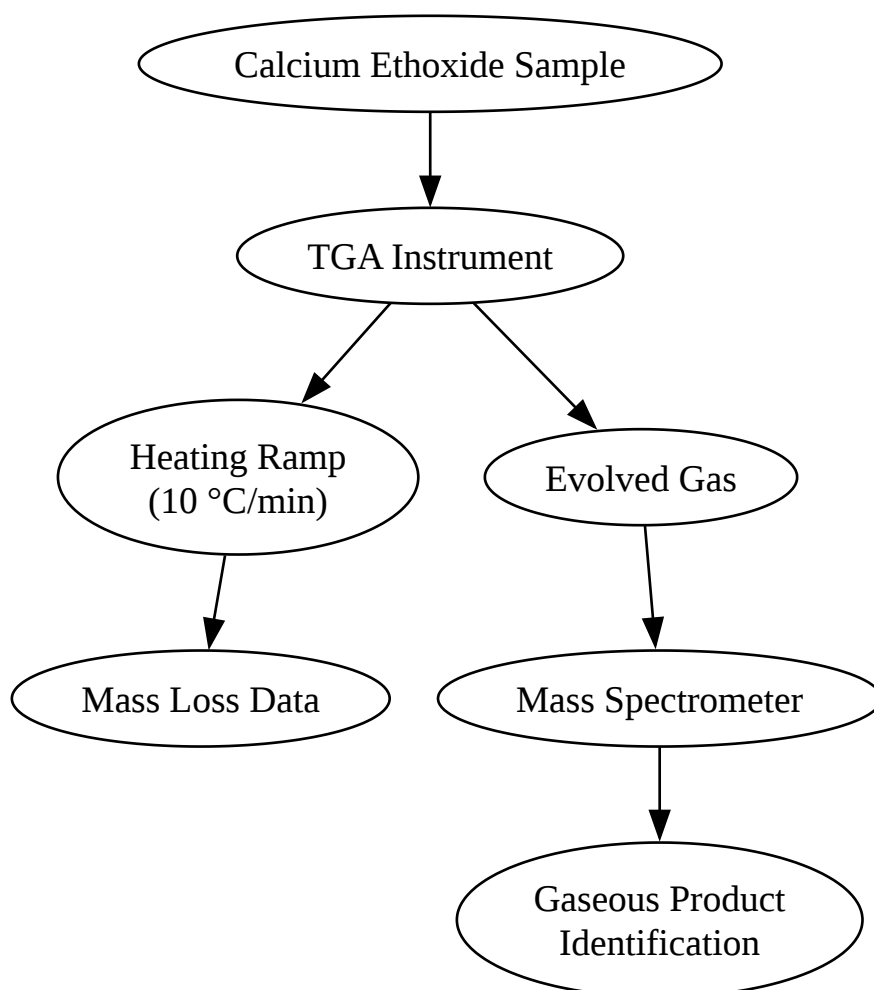 Calcium Ethoxide Sample
TGA Instrument
Heating Ramp
(10 °C/min)
Evolved Gas
Mass Loss Data
Mass Spectrometer
Gaseous Product
Identification